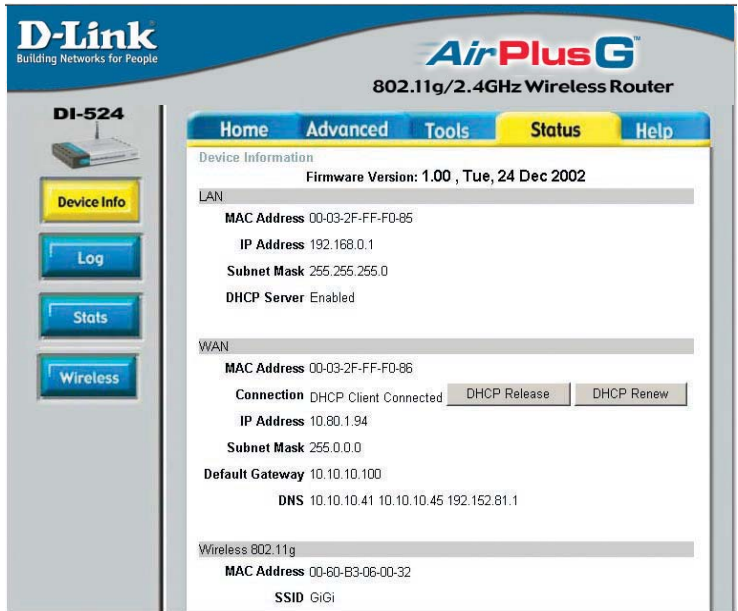 D-Link
Building Networks for People
AirPlus G™
802.11g/2.4GHz Wireless Router
DI-524
Home Advanced Tools Status Help
Device Info
Log
Stats
Wireless
Device Information
Firmware Version: 1.00 , Tue, 24 Dec 2002
LAN
MAC Address 00-03-2F-FF-F0-85
IP Address 192.168.0.1
Subnet Mask 255.255.255.0
DHCP Server Enabled
WAN
MAC Address 00-03-2F-FF-F0-86
Connection DHCP Client Connected DHCP Release DHCP Renew
IP Address 10.80.1.94
Subnet Mask 255.0.0.0
Default Gateway 10.10.10.100
DNS 10.10.10.41 10.10.10.45 192.152.81.1
Wireless 802.11g
MAC Address 00-60-B3-06-00-32
SSID GiGi